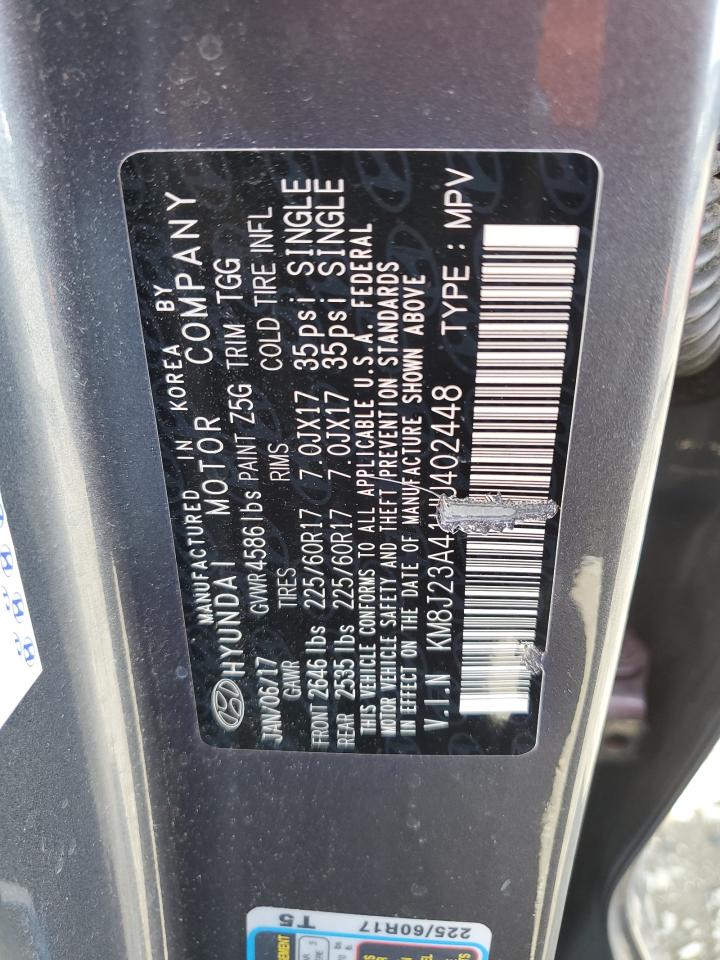 MANUFACTURED IN KOREA BY
HYUNDAI MOTOR COMPANY
JAN/06/17 GVWR 4586 lbs PAINT Z5G TRIM TGG
GAWR TIRES RIMS COLD TIRE INFL
FRONT 2646 lbs 225/60R17 7.0JX17 35psi SINGLE
REAR 2535 lbs 225/60R17 7.0JX17 35psi SINGLE
THIS VEHICLE CONFORMS TO ALL APPLICABLE U.S.A. FEDERAL
MOTOR VEHICLE SAFETY AND THEFT PREVENTION STANDARDS
IN EFFECT ON THE DATE OF MANUFACTURE SHOWN ABOVE
V.I.N KM8J23A41 402448 TYPE : MPV
225/60R17
T5